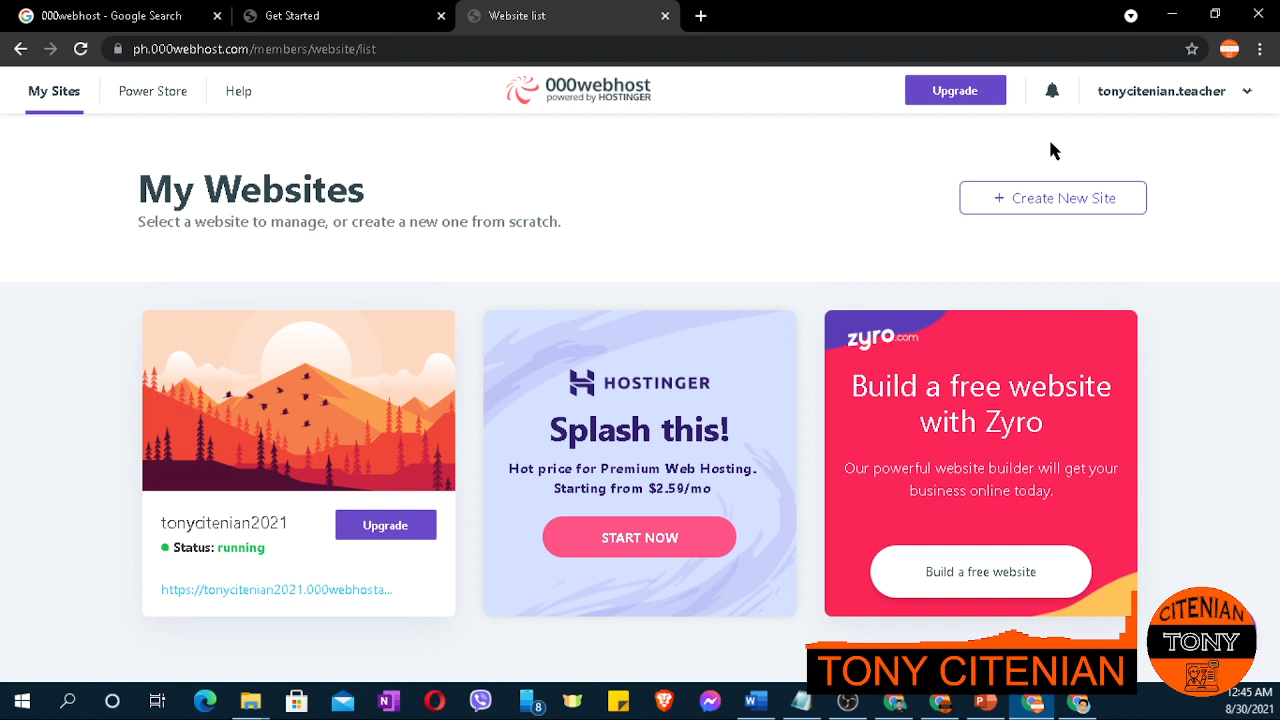 000webhost - Google Search
Get Started
Website list
ph.000webhost.com/members/website/list
My Sites
Power Store
Help
000webhost
powered by HOSTINGER
Upgrade
tonycitenian.teacher
My Websites
Select a website to manage, or create a new one from scratch.
+ Create New Site
tonycitenian2021
Upgrade
Status: running
https://tonycitenian2021.000webhosta...
HOSTINGER
Splash this!
Hot price for Premium Web Hosting.
Starting from $2.59/mo
START NOW
zyro.com
Build a free website
with Zyro
Our powerful website builder will get your
business online today.
Build a free website
TONY CITENIAN
CITENIAN
TONY
8
12:45 AM
8/30/2021